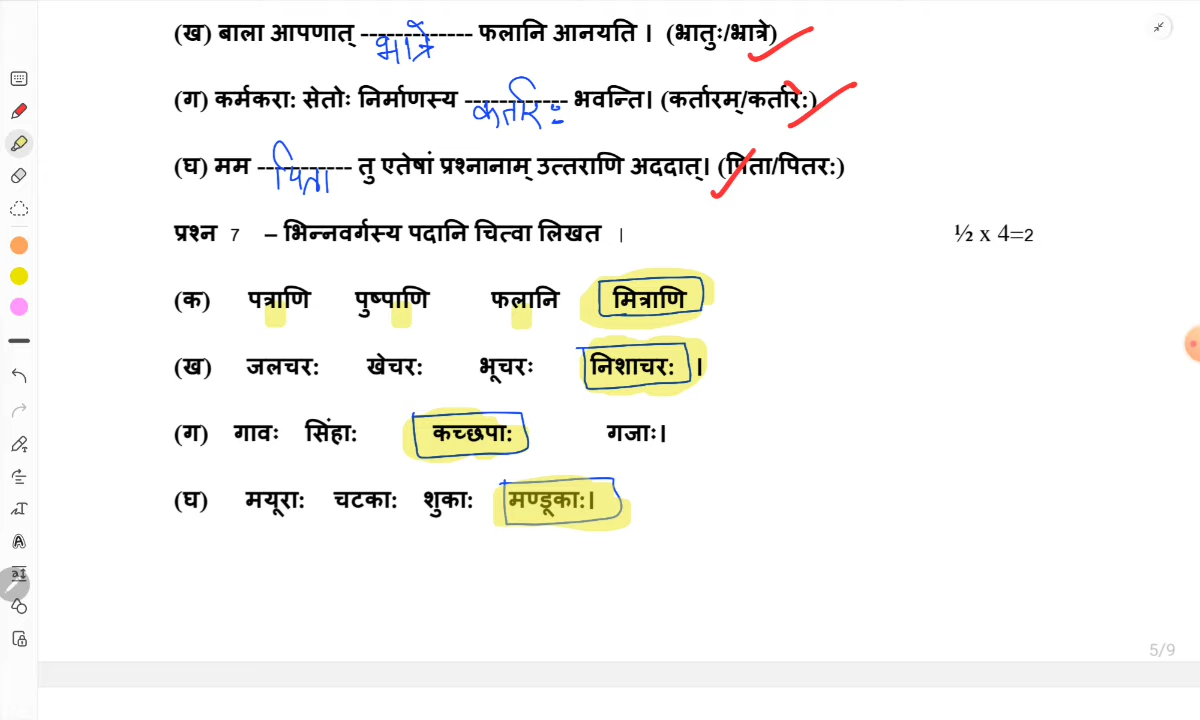 (ख) बाला आपणात् ------------- फलानि आनयति । (भ्रातुः/भ्रात्रे)
भ्रात्रे
(ग) कर्मकरा: सेतोः निर्माणस्य ------------ भवन्ति। (कर्तारम्/कर्तार:)
कर्तार:
(घ) मम ----------- तु एतेषां प्रश्नानाम् उत्तराणि अददात्। (पिता/पितर:)
पिता
प्रश्न 7 – भिन्नवर्गस्य पदानि चित्वा लिखत । ½ x 4=2
(क) पत्राणि पुष्पाणि फलानि मित्राणि
(ख) जलचर: खेचर: भूचरः निशाचर: ।
(ग) गावः सिंहा: कच्छपा: गजाः।
(घ) मयूरा: चटका: शुका: मण्डूका:।
5/9